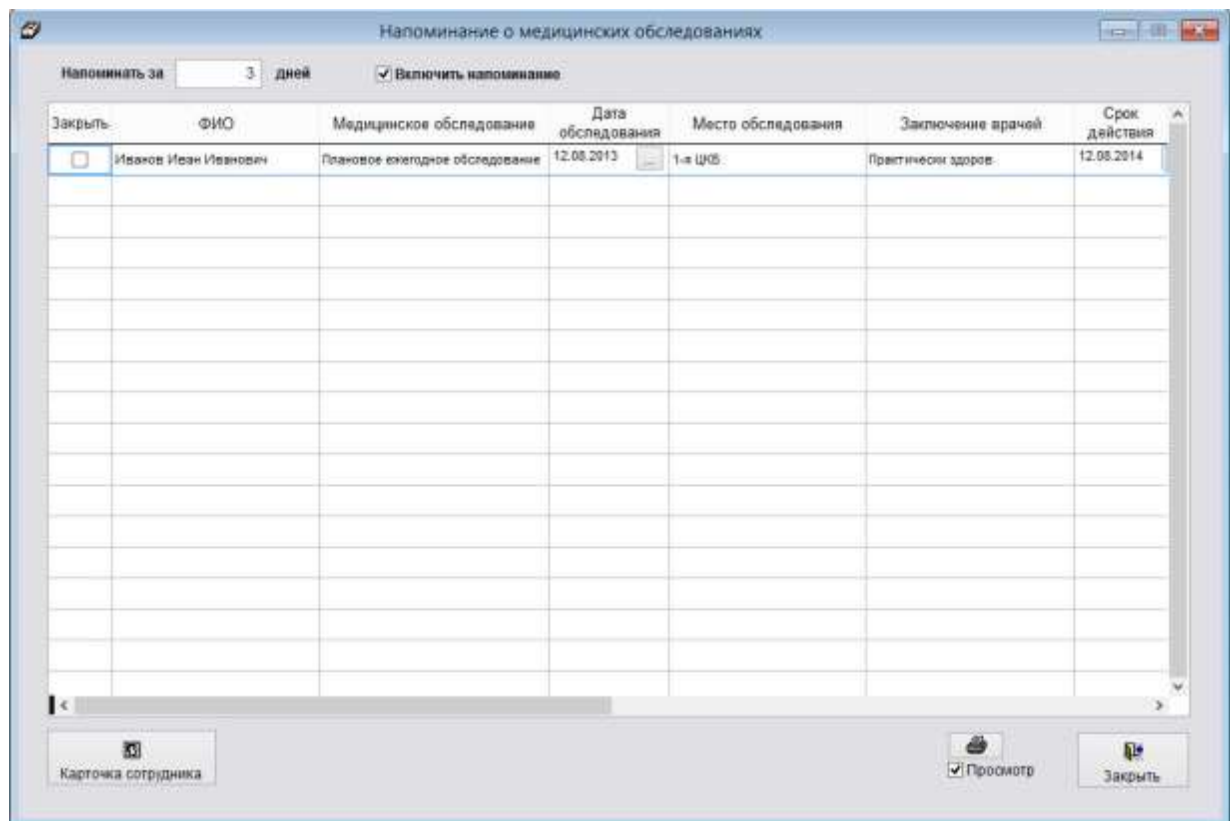 Напоминание о медицинских обследованиях
Напоминать за 3 дней Включить напоминание
Закрыть ФИО Медицинское обследование Дата обследования Место обследования Заключение врачей Срок действия
Иванов Иван Иванович Плановое ежегодное обследование 12.08.2013 ... 1-я ЦКБ Практически здоров 12.08.2014
Карточка сотрудника
Просмотр
Закрыть